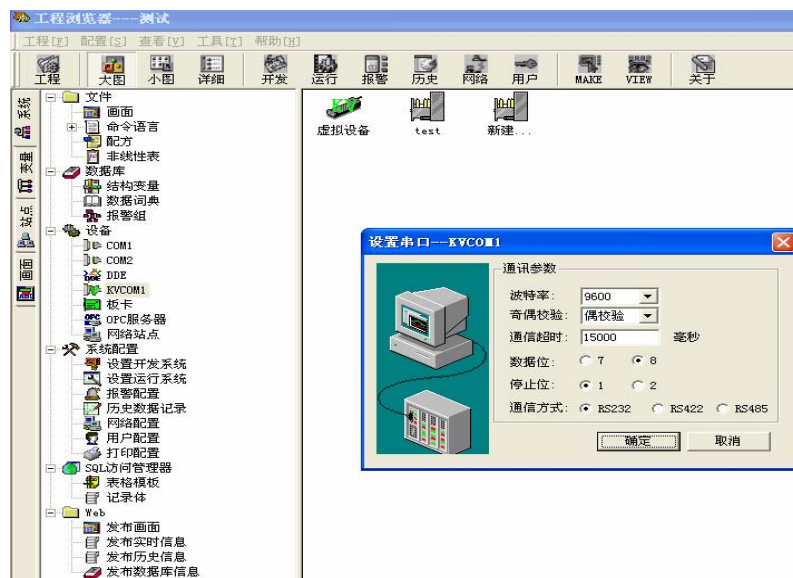 工程浏览器---测试
工程[F] 配置[S] 查看[V] 工具[T] 帮助[H]
工程 大图 小图 详细 开发 运行 报警 历史 网络 用户 MAKE VIEW 关于
系统
变量
站点
画面
文件
画面
命令语言
配方
非线性表
数据库
结构变量
数据词典
报警组
设备
COM1
COM2
DDE
KVCOM1
板卡
OPC服务器
网络站点
系统配置
设置开发系统
设置运行系统
报警配置
历史数据记录
网络配置
用户配置
打印配置
SQL访问管理器
表格模板
记录体
Web
发布画面
发布实时信息
发布历史信息
发布数据库信息
虚拟设备 test 新建...
设置串口--KVCOM1
通讯参数
波特率: 9600
奇偶校验: 偶校验
通信超时: 15000 毫秒
数据位: 7 8
停止位: 1 2
通信方式: RS232 RS422 RS485
确定 取消